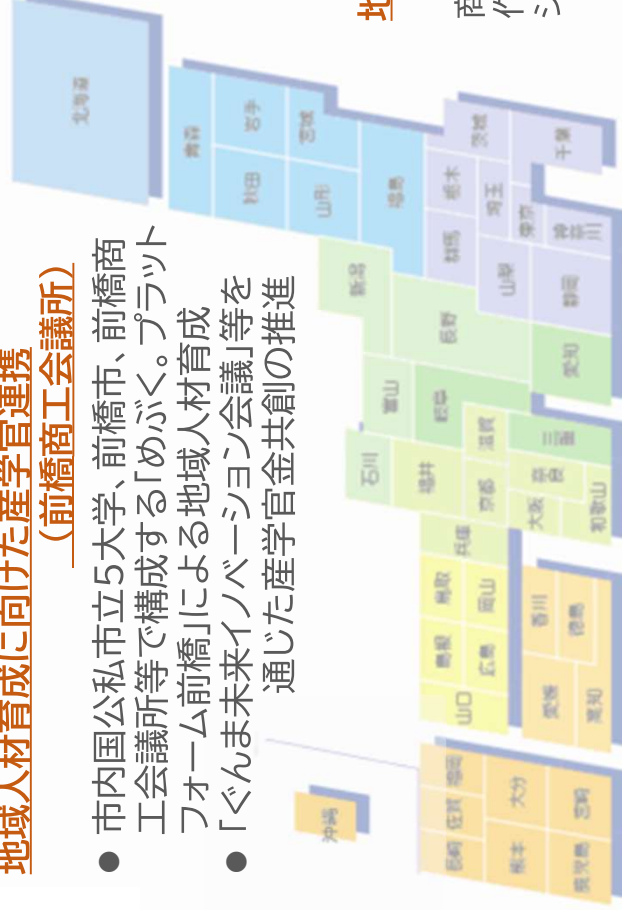 地域人材育成に向けた産学官連携
（前橋商工会議所）
● 市内国公私市立5大学、前橋市、前橋商
工会議所等で構成する「めぶく。プラット
フォーム前橋」による地域人材育成
● 「ぐんま未来イノベーション会議」等を
通じた産学官金共創の推進
地
商
作
シ
北海道
青森
秋田
岩手
山形
宮城
福島
新潟
群馬
栃木
茨城
埼玉
東京
千葉
神奈川
山梨
長野
静岡
富山
岐阜
愛知
石川
福井
滋賀
三重
京都
奈良
大阪
和歌山
兵庫
鳥取
岡山
島根
広島
山口
香川
徳島
愛媛
高知
福岡
佐賀
長崎
大分
熊本
宮崎
鹿児島
沖縄